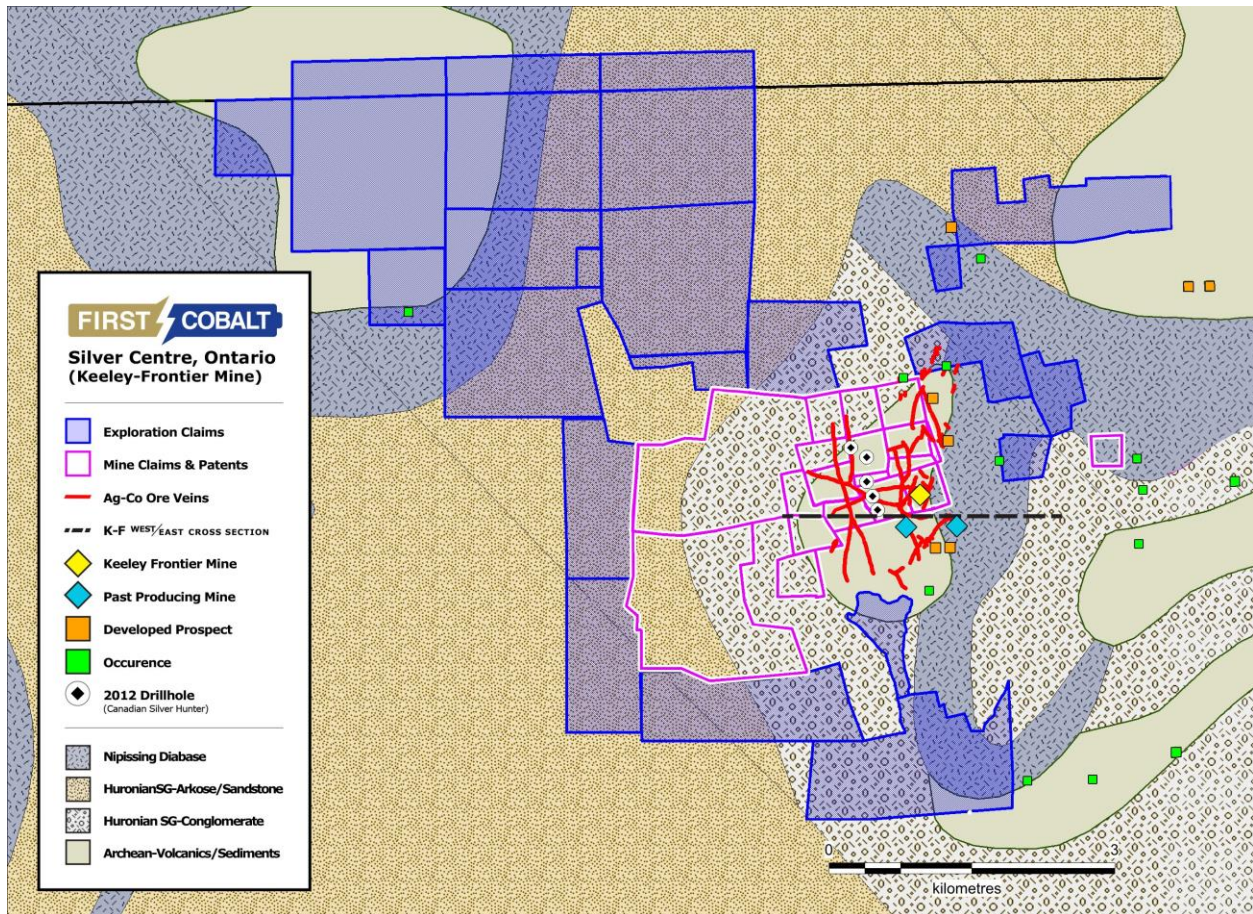 FIRST COBALT
Silver Centre, Ontario
(Keeley-Frontier Mine)
Exploration Claims
Mine Claims & Patents
Ag-Co Ore Veins
K-F WEST/EAST CROSS SECTION
Keeley Frontier Mine
Past Producing Mine
Developed Prospect
Occurence
2012 Drillhole
(Canadian Silver Hunter)
Nipissing Diabase
HuronianSG-Arkose/Sandstone
Huronian SG-Conglomerate
Archean-Volcanics/Sediments
0 3
kilometres